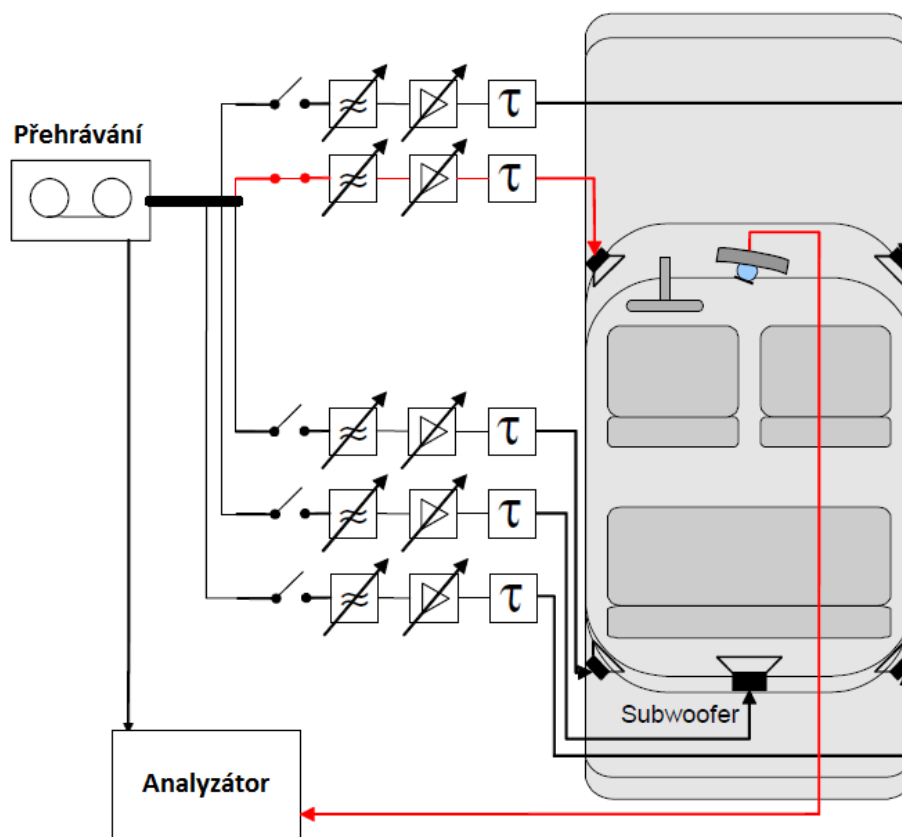 τ
Přehrávání
τ
τ
τ
τ
Subwoofer
Analyzátor